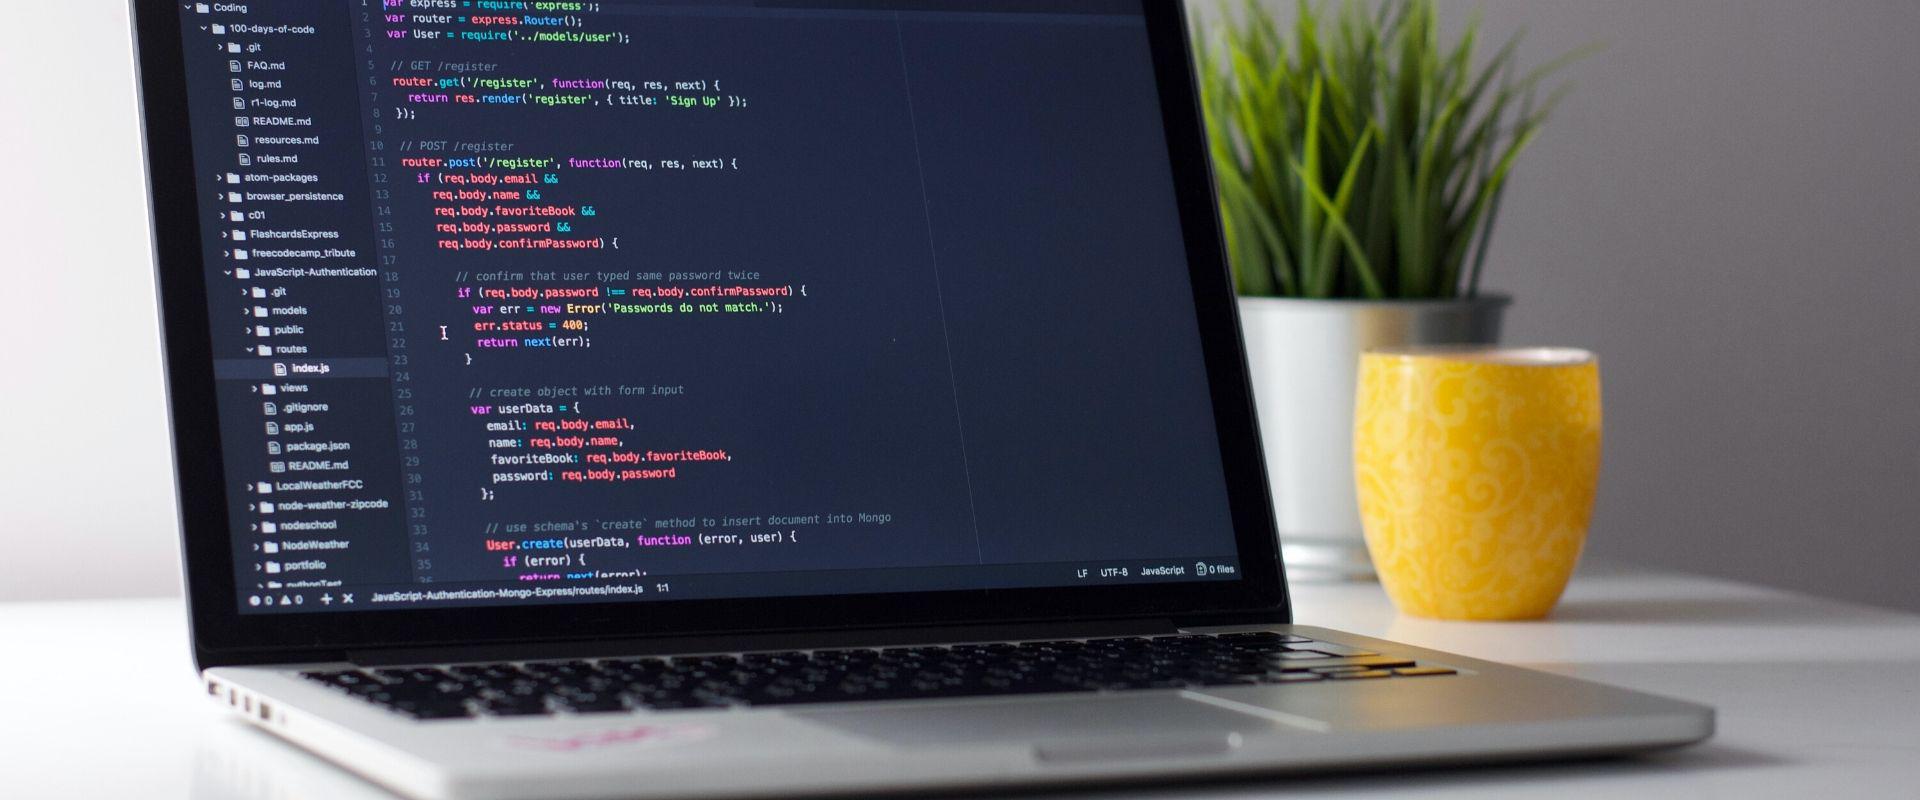 Coding
100-days-of-code
.git
FAQ.md
log.md
r1-log.md
README.md
resources.md
rules.md
atom-packages
browser_persistence
c01
FlashcardsExpress
freecodecamp_tribute
JavaScript-Authentication
.git
models
public
routes
index.js
views
.gitignore
app.js
package.json
README.md
LocalWeatherFCC
node-weather-zipcode
nodeschool
NodeWeather
portfolio
pythonTest
1 var express = require('express');
2 var router = express.Router();
3 var User = require('../models/user');
4
5 // GET /register
6 router.get('/register', function(req, res, next) {
7 return res.render('register', { title: 'Sign Up' });
8 });
9
10 // POST /register
11 router.post('/register', function(req, res, next) {
12 if (req.body.email &&
13 req.body.name &&
14 req.body.favoriteBook &&
15 req.body.password &&
16 req.body.confirmPassword) {
17
18 // confirm that user typed same password twice
19 if (req.body.password !== req.body.confirmPassword) {
20 var err = new Error('Passwords do not match.');
21 err.status = 400;
22 return next(err);
23 }
24
25 // create object with form input
26 var userData = {
27 email: req.body.email,
28 name: req.body.name,
29 favoriteBook: req.body.favoriteBook,
30 password: req.body.password
31 };
32
33 // use schema's `create` method to insert document into Mongo
34 User.create(userData, function (error, user) {
35 if (error) {
36 return next(error);
0 0 + × JavaScript-Authentication-Mongo-Express/routes/index.js 1:1 LF UTF-8 JavaScript 0 files